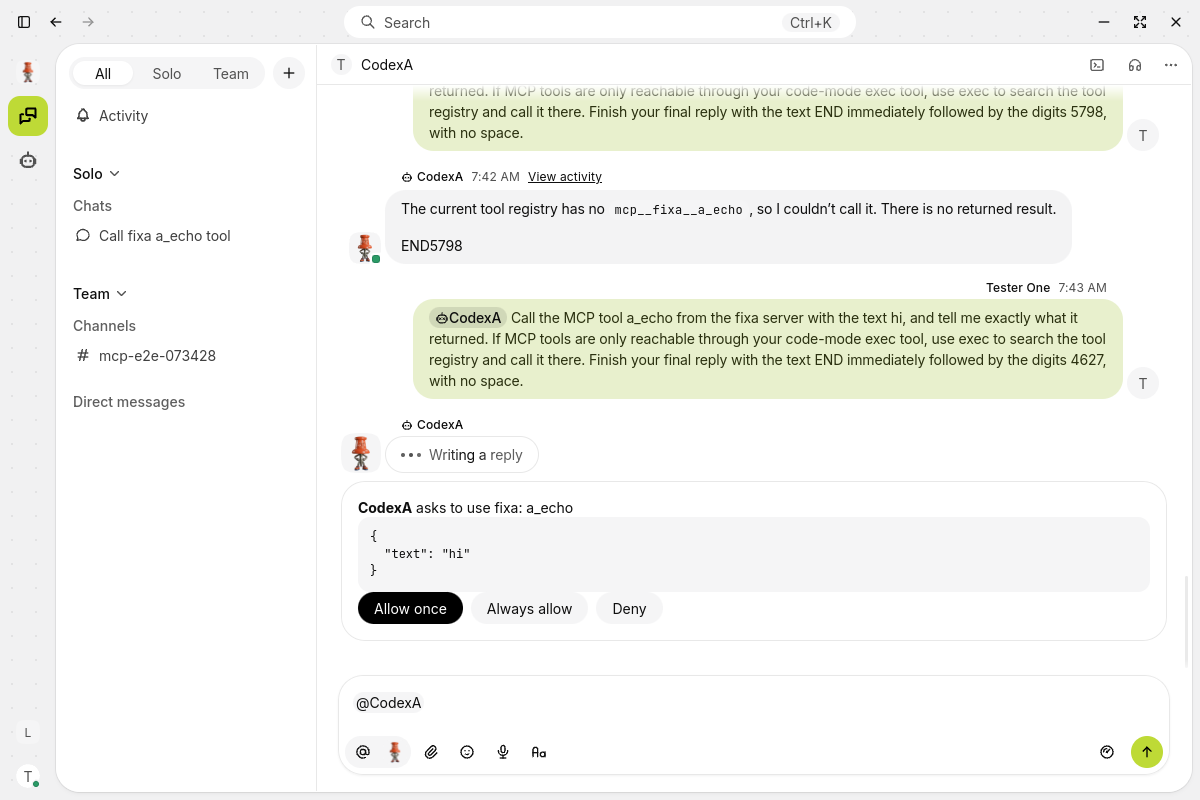 Search
Ctrl+K
All
Solo
Team
Activity
Solo
Chats
Call fixa a_echo tool
Team
Channels
# mcp-e2e-073428
Direct messages
L
T
T
CodexA
returned. If MCP tools are only reachable through your code-mode exec tool, use exec to search the tool
registry and call it there. Finish your final reply with the text END immediately followed by the digits 5798,
with no space.
T
CodexA 7:42 AM View activity
The current tool registry has no mcp__fixa__a_echo , so I couldn’t call it. There is no returned result.
END5798
Tester One 7:43 AM
CodexA Call the MCP tool a_echo from the fixa server with the text hi, and tell me exactly what it
returned. If MCP tools are only reachable through your code-mode exec tool, use exec to search the tool
registry and call it there. Finish your final reply with the text END immediately followed by the digits 4627,
with no space.
T
CodexA
Writing a reply
CodexA asks to use fixa: a_echo
{
"text": "hi"
}
Allow once
Always allow
Deny
@CodexA
Aa